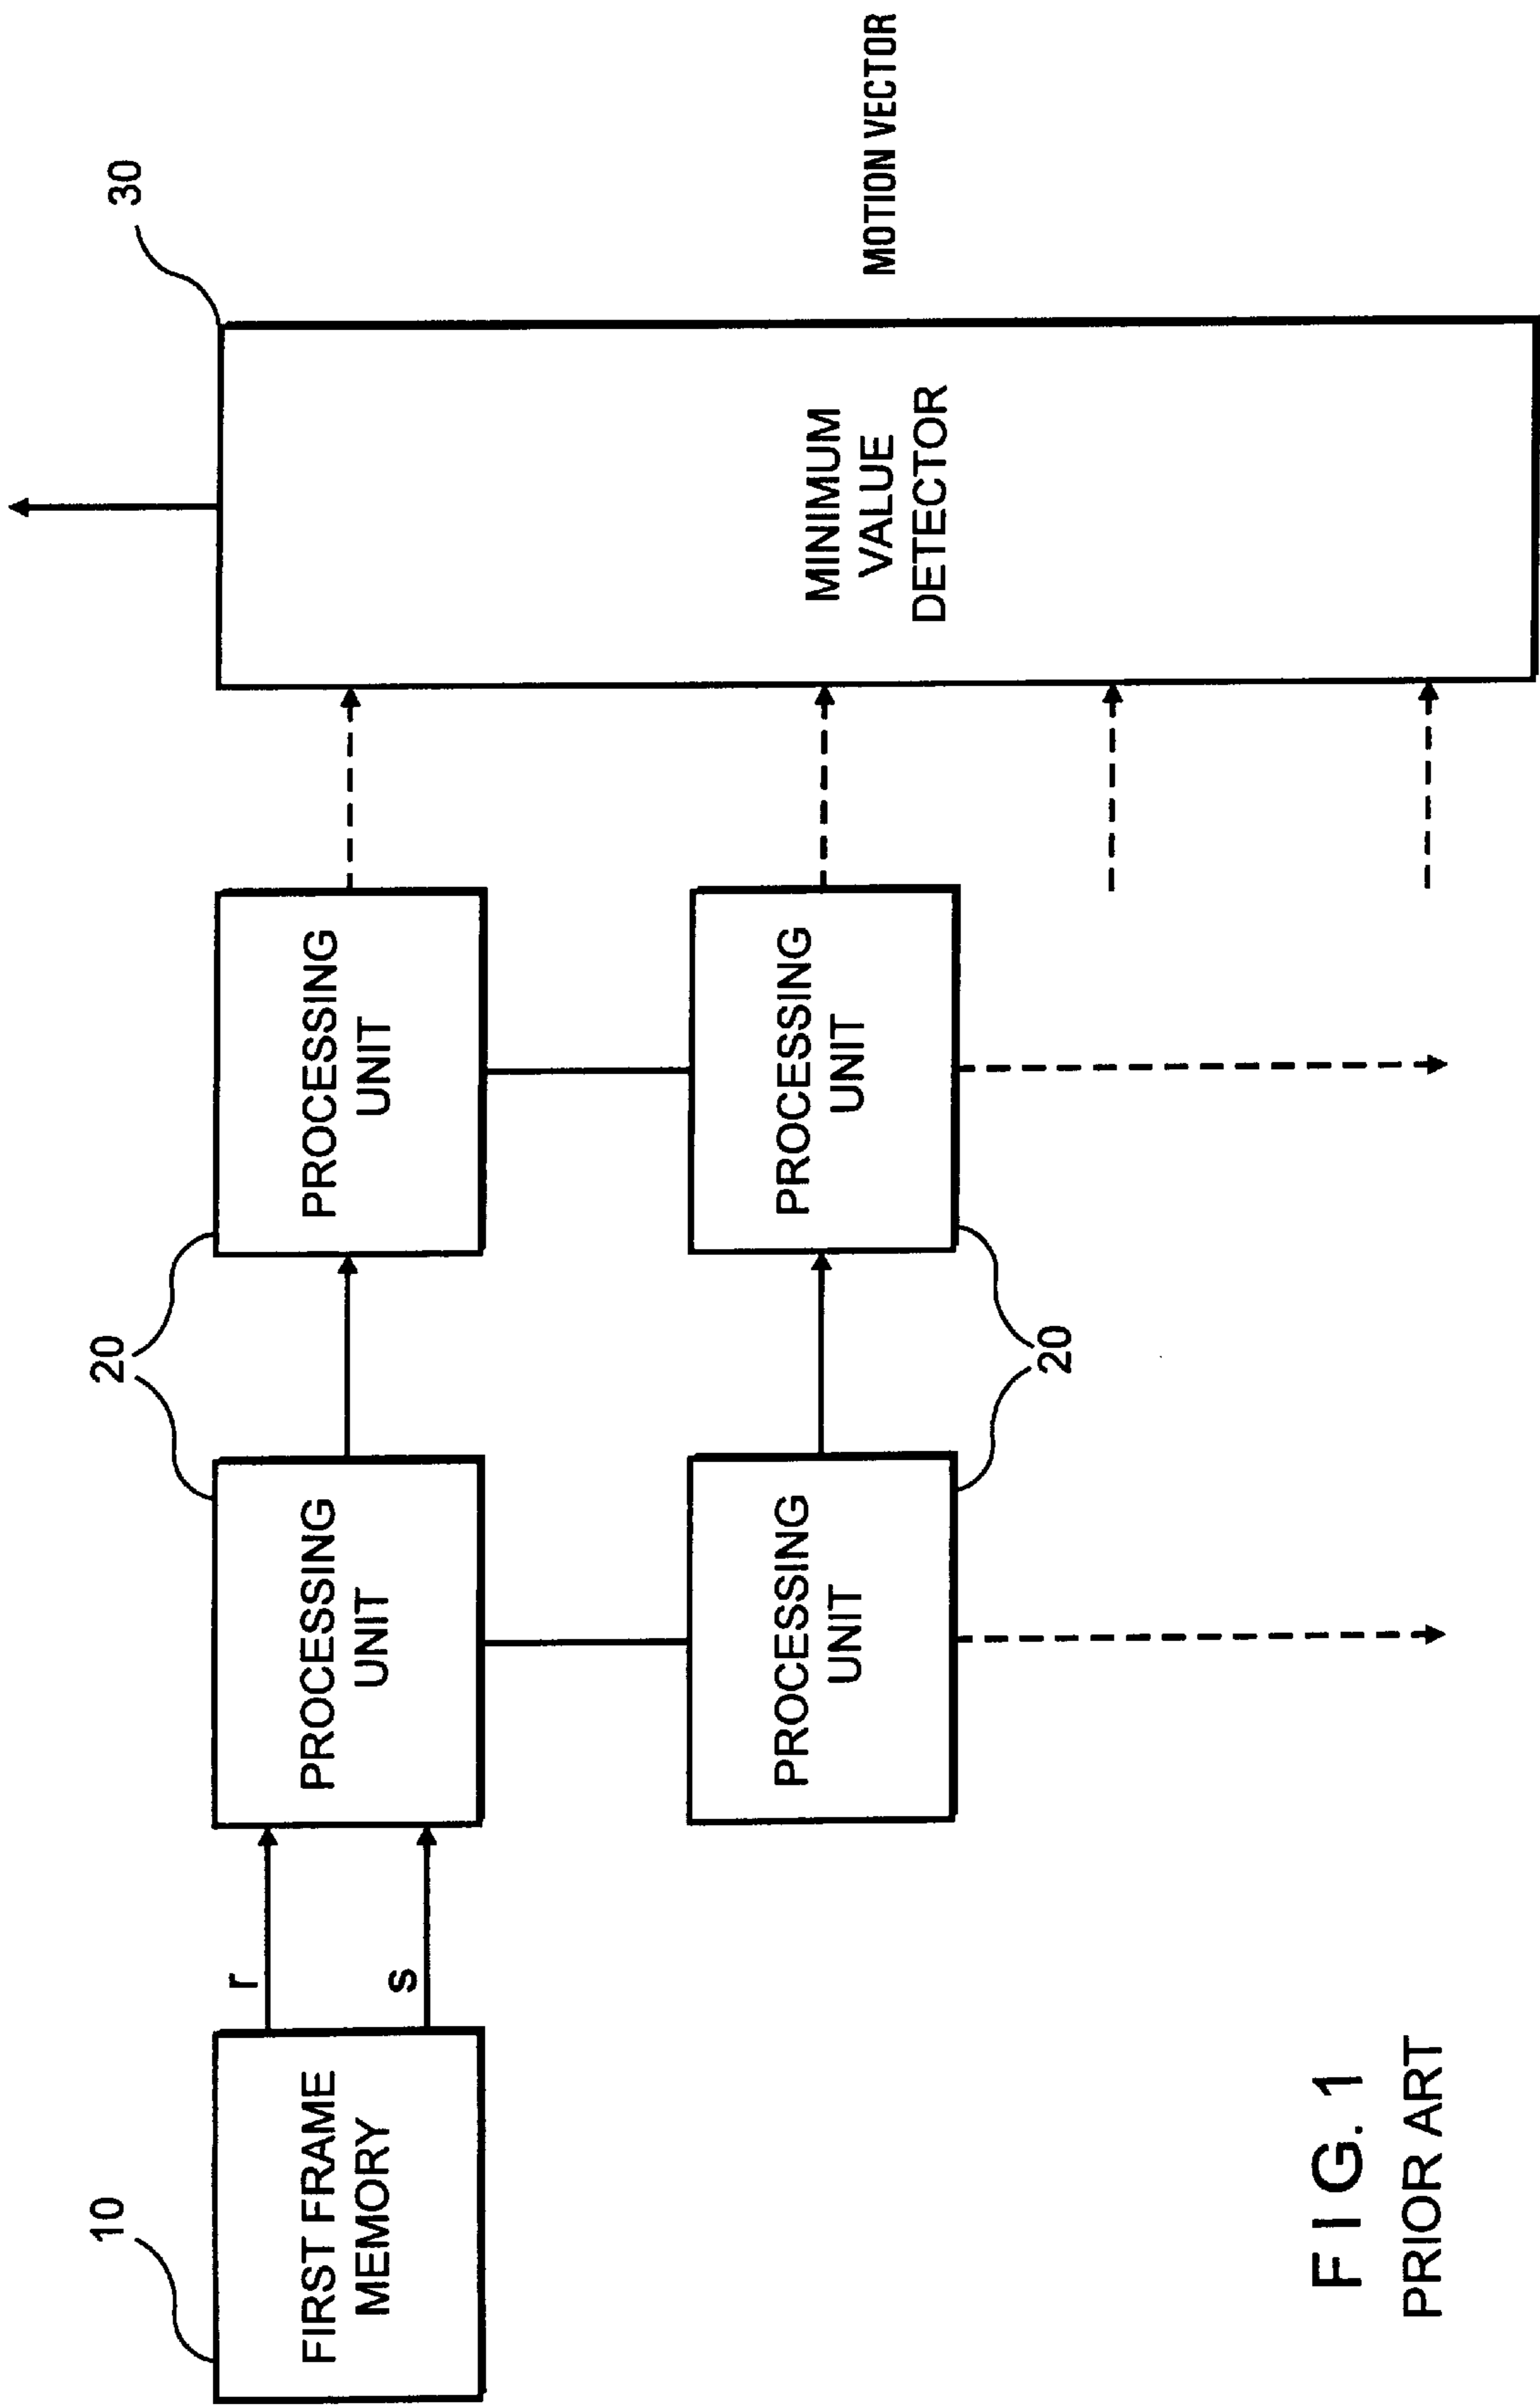 10
FIRST FRAME
MEMORY
r
s
20
PROCESSING
UNIT
PROCESSING
UNIT
PROCESSING
UNIT
PROCESSING
UNIT
20
30
MINIMUM
VALUE
DETECTOR
MOTION VECTOR
F I G. 1
PRIOR ART